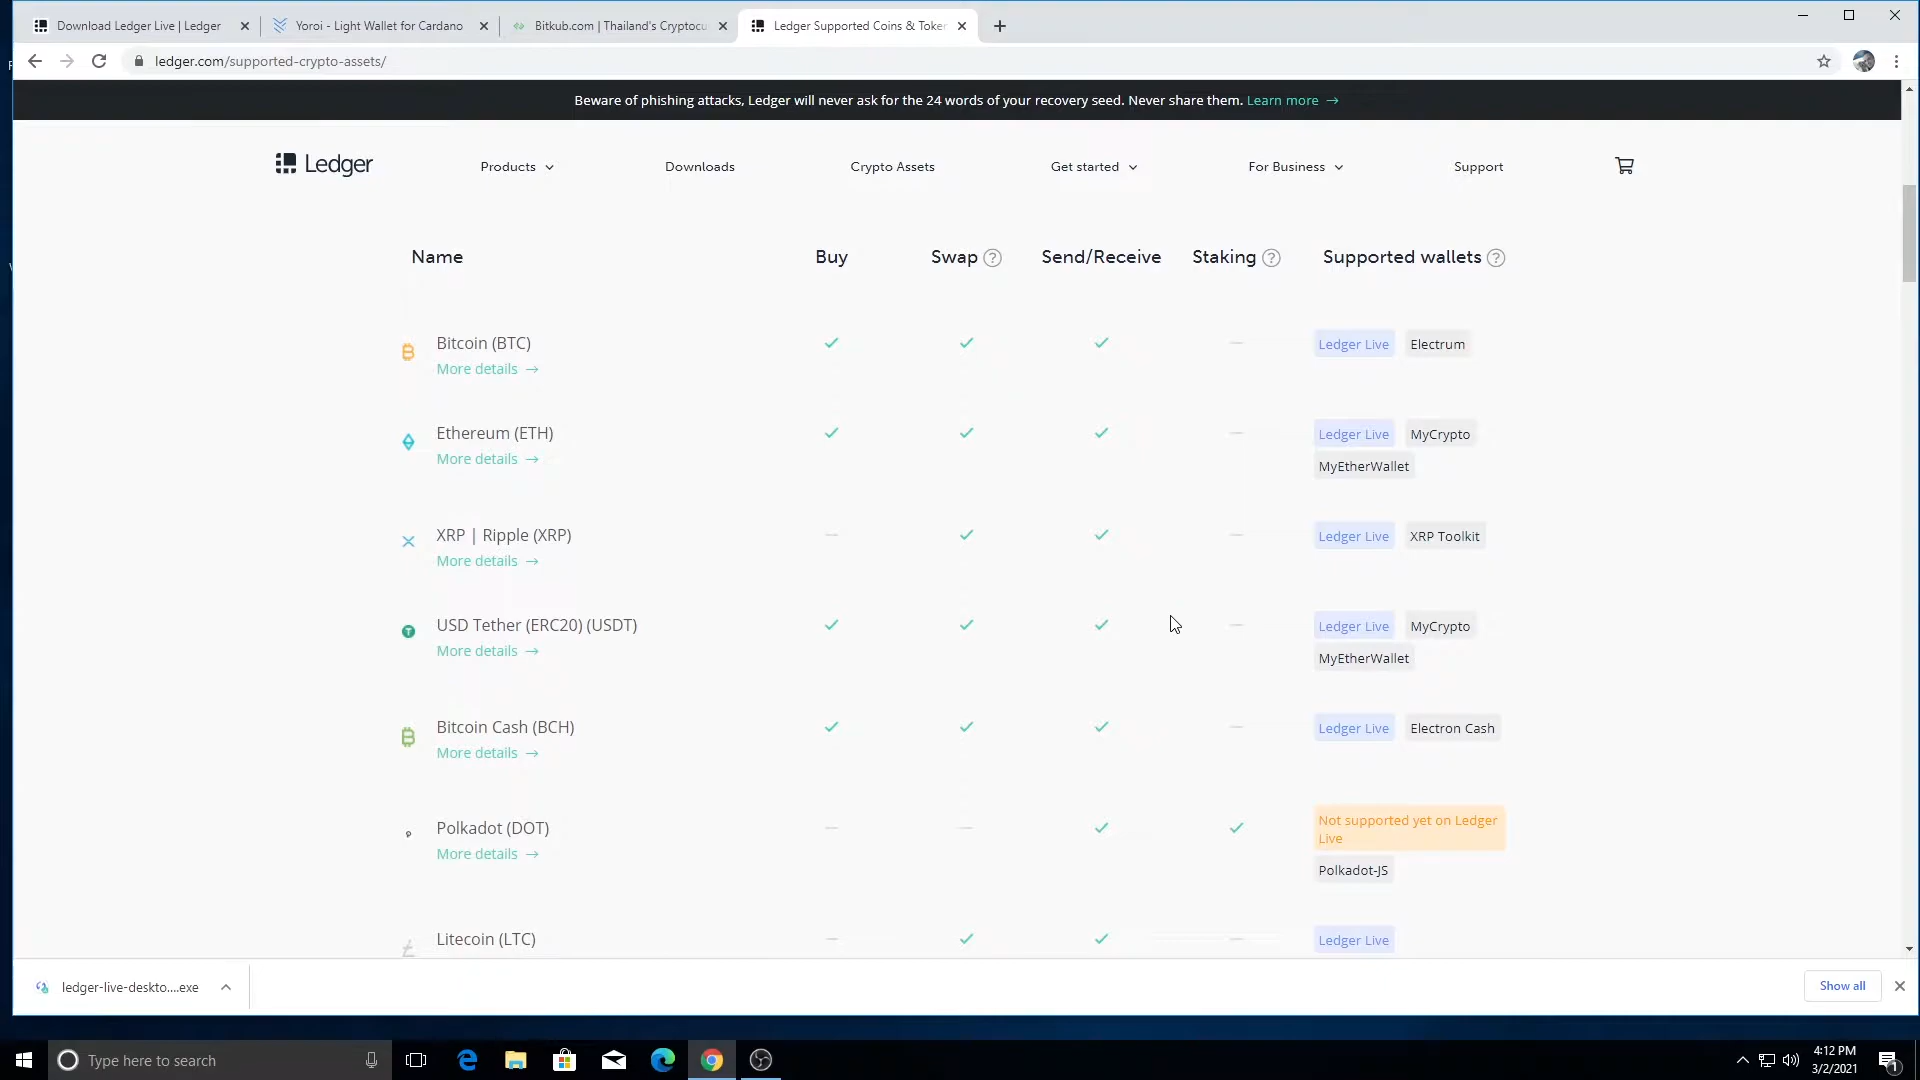 Download Ledger Live | Ledger
Yoroi - Light Wallet for Cardano
Bitkub.com | Thailand's Cryptocu
Ledger Supported Coins & Token
ledger.com/supported-crypto-assets/
Beware of phishing attacks, Ledger will never ask for the 24 words of your recovery seed. Never share them. Learn more →
Ledger
Products
Downloads
Crypto Assets
Get started
For Business
Support
Name Buy Swap ? Send/Receive Staking ? Supported wallets ?
Bitcoin (BTC)
More details →
Ledger Live Electrum
Ethereum (ETH)
More details →
Ledger Live MyCrypto
MyEtherWallet
XRP | Ripple (XRP)
More details →
Ledger Live XRP Toolkit
USD Tether (ERC20) (USDT)
More details →
Ledger Live MyCrypto
MyEtherWallet
Bitcoin Cash (BCH)
More details →
Ledger Live Electron Cash
Polkadot (DOT)
More details →
Not supported yet on Ledger
Live
Polkadot-JS
Litecoin (LTC)
Ledger Live
ledger-live-deskto....exe
Show all
Type here to search
4:12 PM
3/2/2021
1